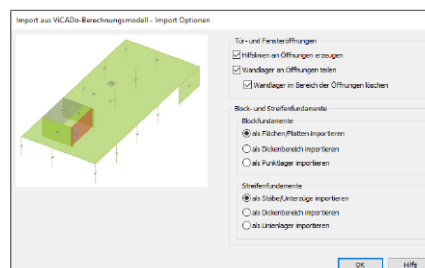 Import aus ViCADo-Berechnungsmodell - Import Optionen
Tür- und Fensteröffnungen
Hilfslinien an Öffnungen erzeugen
Wandlager an Öffnungen teilen
Wandlager im Bereich der Öffnungen löschen
Block- und Streifenfundamente
Blockfundamente
als Flächen/Platten importieren
als Dickenbereich importieren
als Punktlager importieren
Streifenfundamente
als Stäbe/Unterzüge importieren
als Dickenbereich importieren
als Linienlager importieren
OK
Hilfe